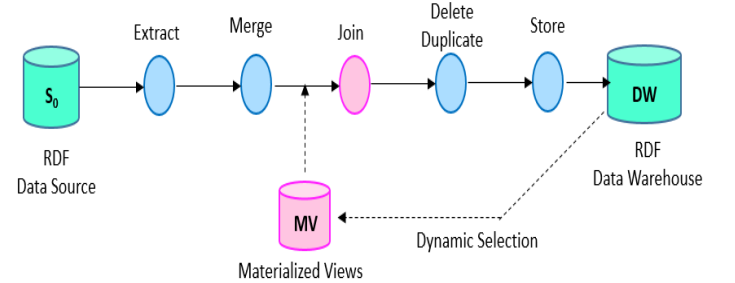 Extract
Merge
Join
Delete
Duplicate
Store
S0
DW
RDF
Data Source
RDF
Data Warehouse
MV
Dynamic Selection
Materialized Views